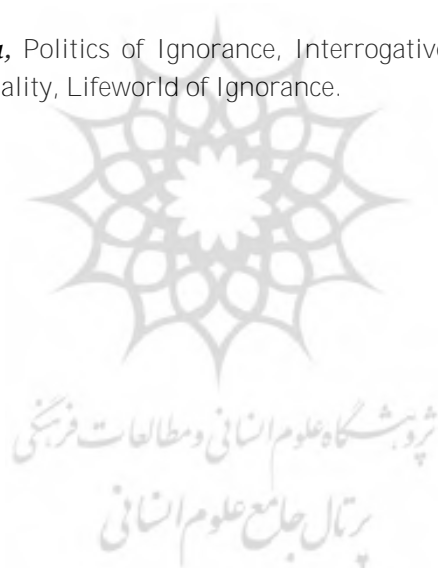 , Politics of Ignorance, Interrogative
ality, Lifeworld of Ignorance.
پژوهشگاه علوم انسانی و مطالعات فرهنگی
پرتال جامع علوم انسانی